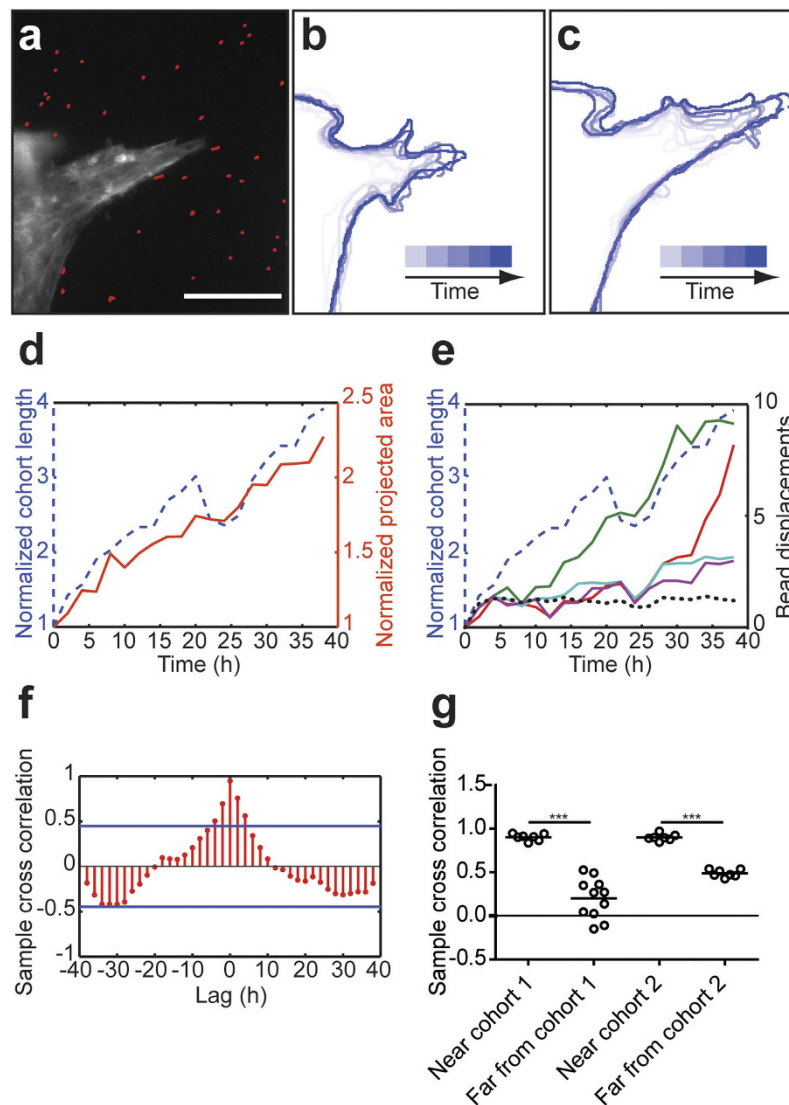 a
b
c
Time
Time
d
e
Normalized cohort length
4
3
2
1
2.5
2
1.5
1
Normalized projected area
0 5 10 15 20 25 30 35 40
Time (h)
Normalized cohort length
4
3
2
1
10
5
0
Bead displacements
0 5 10 15 20 25 30 35 40
Time (h)
f
g
Sample cross correlation
1
0.5
0
-0.5
-1
-40 -30 -20 -10 0 10 20 30 40
Lag (h)
Sample cross correlation
1.5
1.0
0.5
0.0
-0.5
***
***
Near cohort 1
Far from cohort 1
Near cohort 2
Far from cohort 2